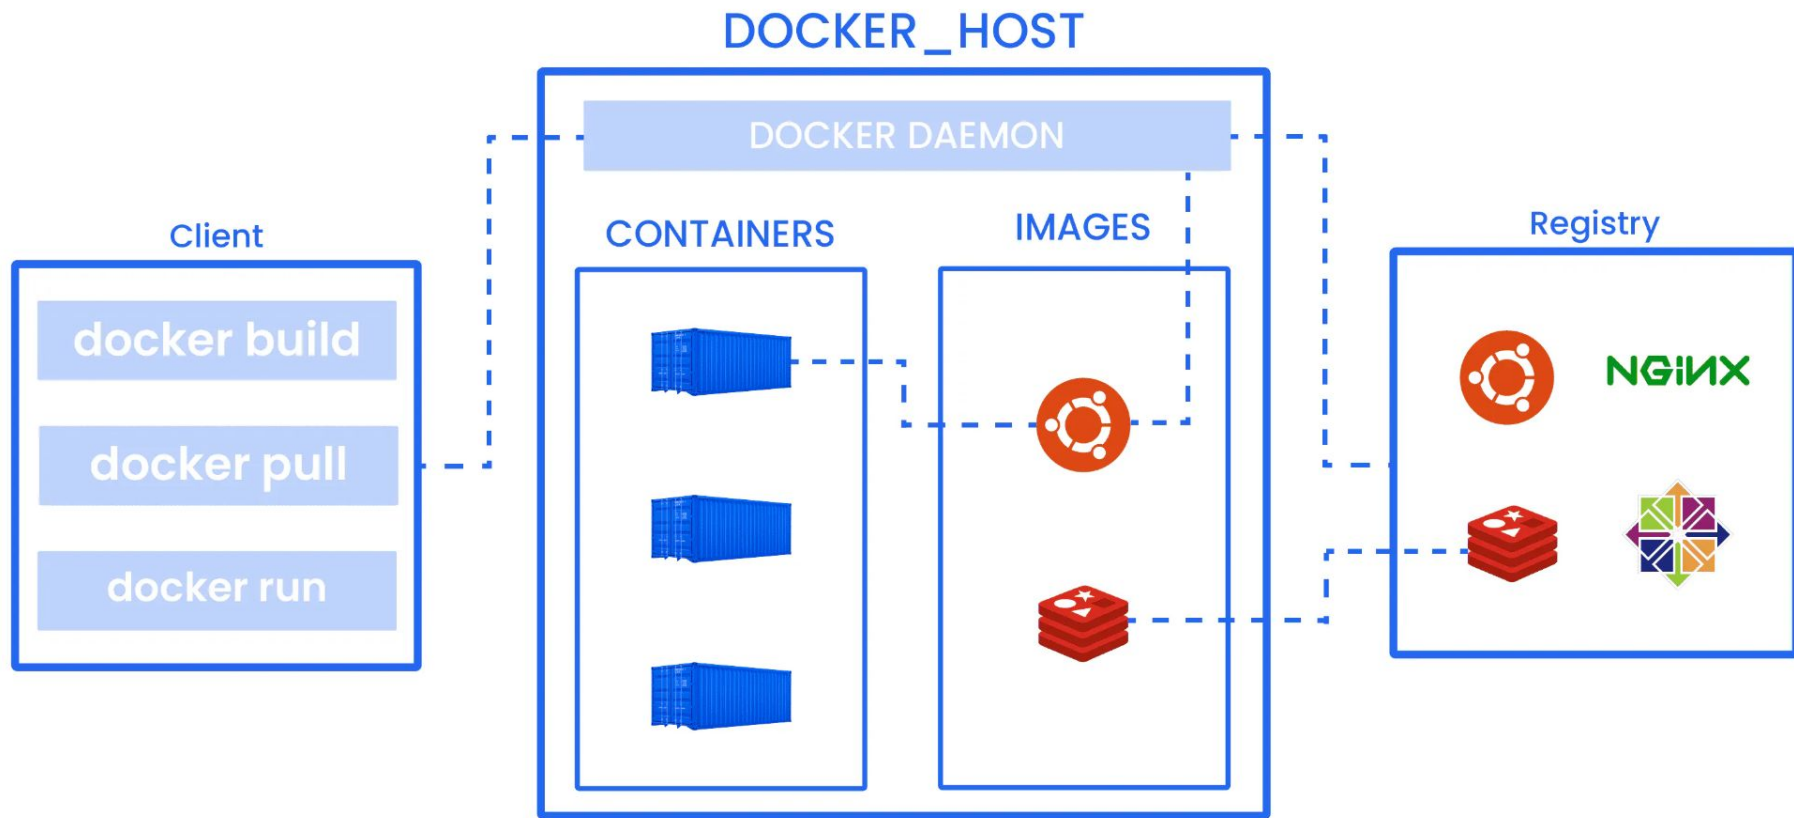 DOCKER_HOST
DOCKER DAEMON
Client
docker build
docker pull
docker run
CONTAINERS
IMAGES
Registry
NGiNX